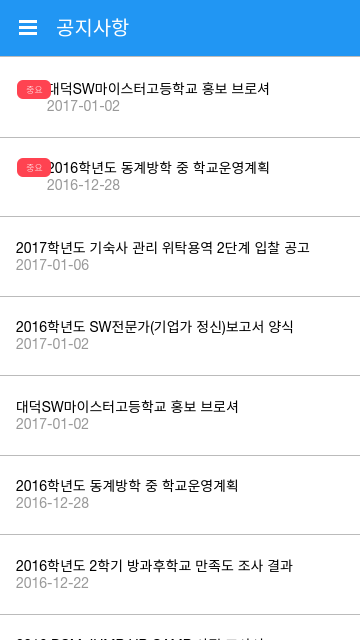 공지사항
중요 대덕SW마이스터고등학교 홍보 브로셔
2017-01-02
중요 2016학년도 동계방학 중 학교운영계획
2016-12-28
2017학년도 기숙사 관리 위탁용역 2단계 입찰 공고
2017-01-06
2016학년도 SW전문가(기업가 정신)보고서 양식
2017-01-02
대덕SW마이스터고등학교 홍보 브로셔
2017-01-02
2016학년도 동계방학 중 학교운영계획
2016-12-28
2016학년도 2학기 방과후학교 만족도 조사 결과
2016-12-22